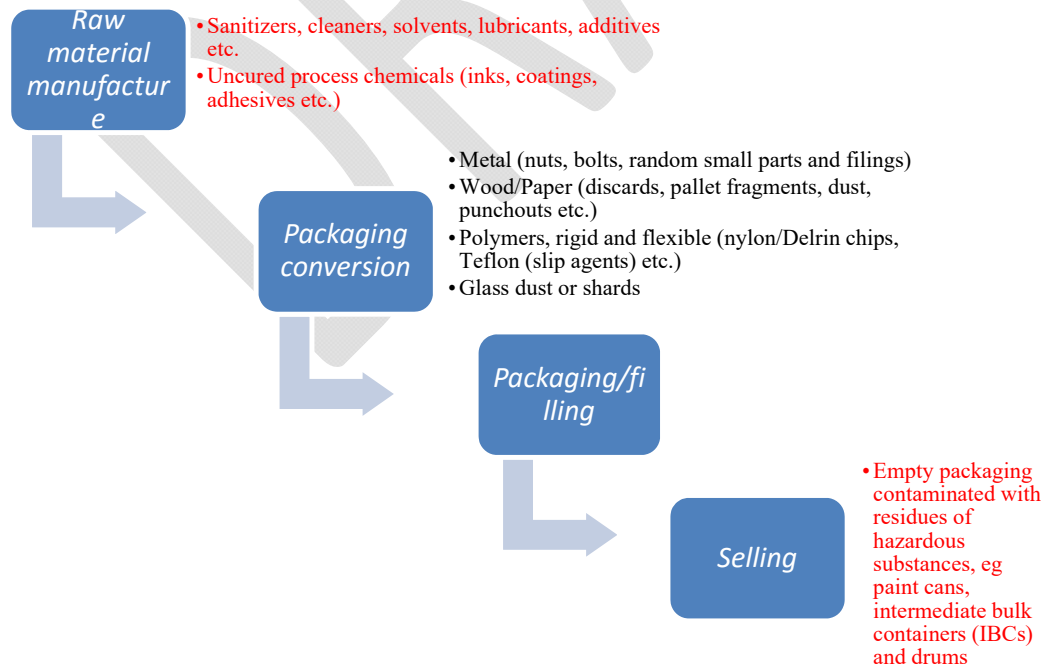 Raw
material
manufactur
e
• Sanitizers, cleaners, solvents, lubricants, additives
etc.
• Uncured process chemicals (inks, coatings,
adhesives etc.)
Packaging
conversion
• Metal (nuts, bolts, random small parts and filings)
• Wood/Paper (discards, pallet fragments, dust,
punchouts etc.)
• Polymers, rigid and flexible (nylon/Delrin chips,
Teflon (slip agents) etc.)
• Glass dust or shards
Packaging/fi
lling
Selling
• Empty packaging
contaminated with
residues of
hazardous
substances, eg
paint cans,
intermediate bulk
containers (IBCs)
and drums